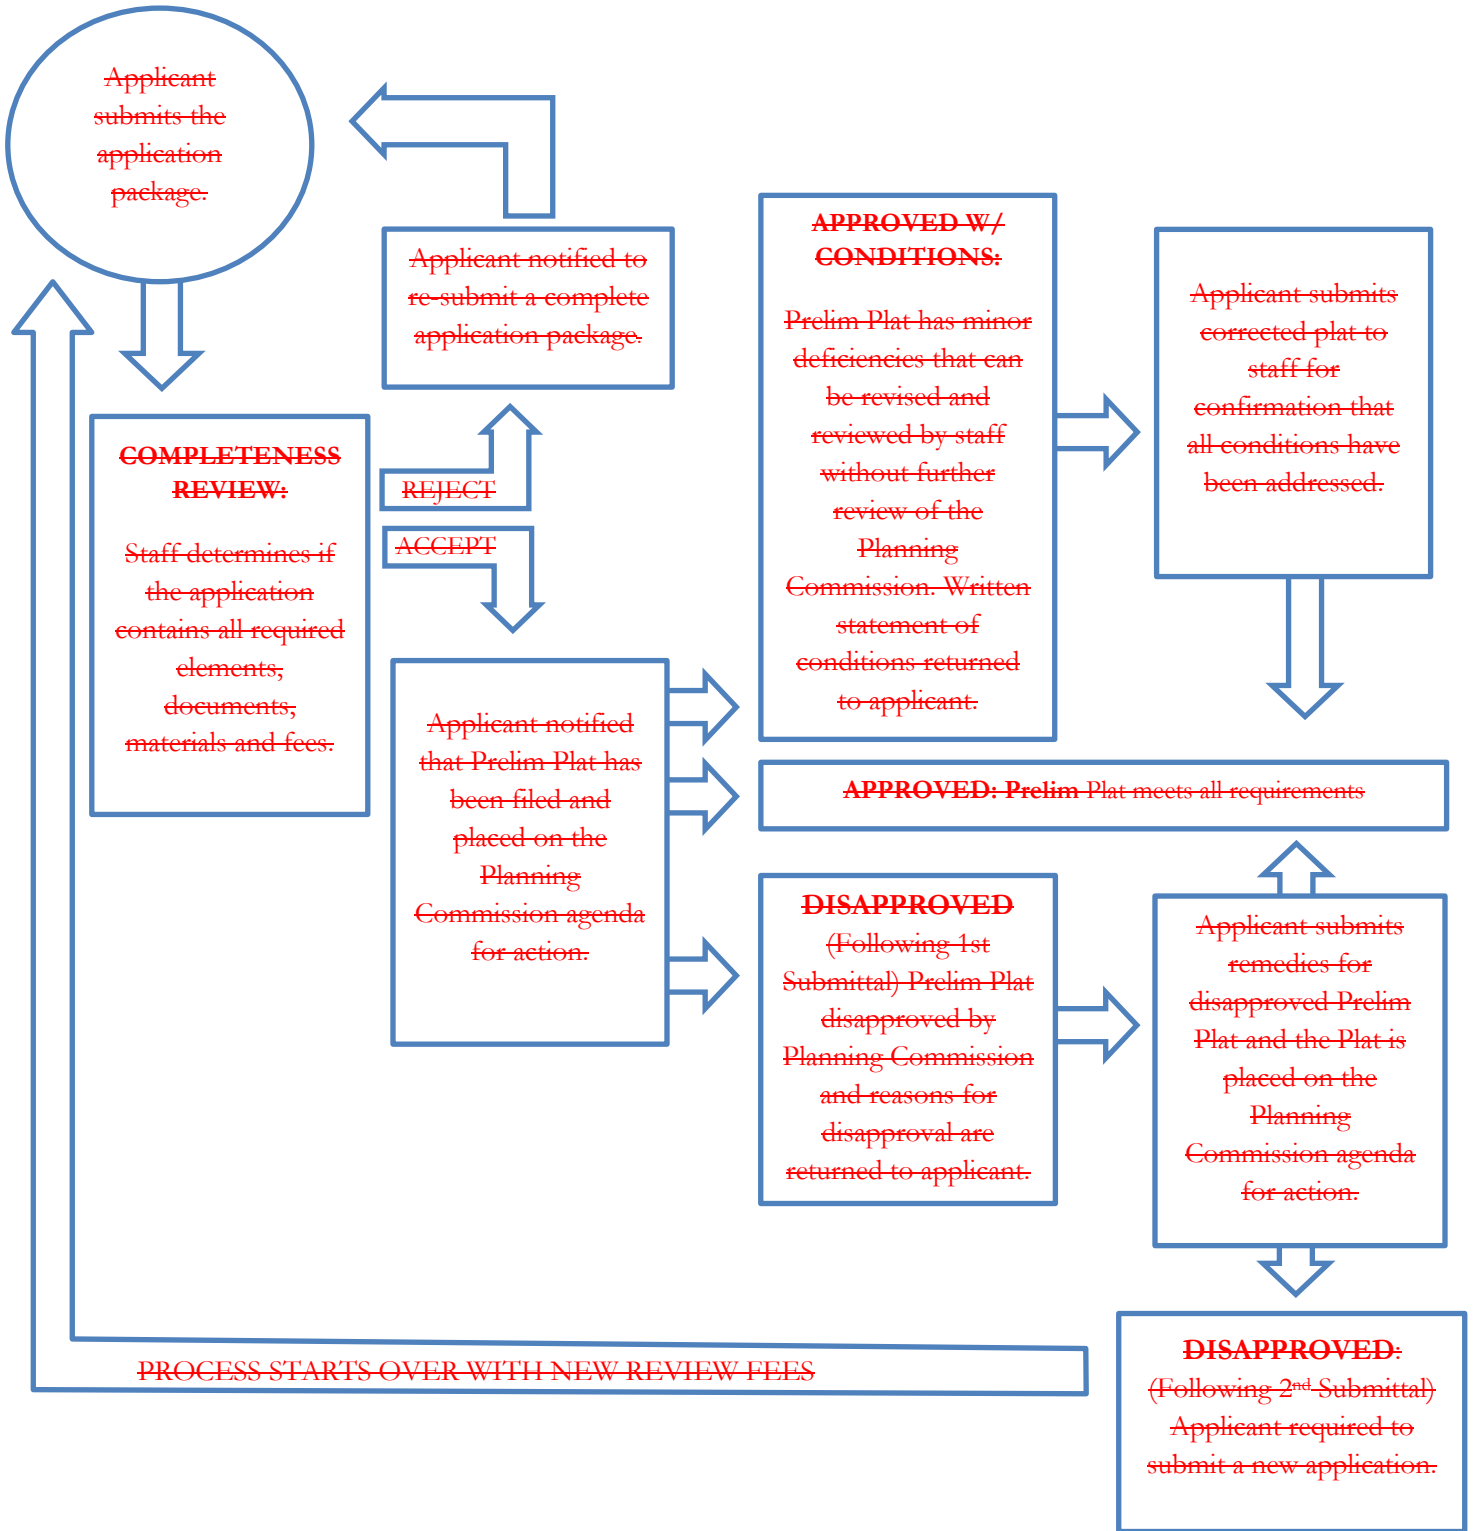 Applicant
submits the
application
package.
Applicant notified to
re-submit a complete
application package.
COMPLETENESS
REVIEW:
Staff determines if
the application
contains all required
elements,
documents,
materials and fees.
REJECT
ACCEPT
Applicant notified
that Prelim Plat has
been filed and
placed on the
Planning
Commission agenda
for action.
APPROVED W/
CONDITIONS:
Prelim Plat has minor
deficiencies that can
be revised and
reviewed by staff
without further
review of the
Planning
Commission. Written
statement of
conditions returned
to applicant.
Applicant submits
corrected plat to
staff for
confirmation that
all conditions have
been addressed.
APPROVED: Prelim Plat meets all requirements
DISAPPROVED
(Following 1st
Submittal) Prelim Plat
disapproved by
Planning Commission
and reasons for
disapproval are
returned to applicant.
Applicant submits
remedies for
disapproved Prelim
Plat and the Plat is
placed on the
Planning
Commission agenda
for action.
DISAPPROVED:
(Following 2nd Submittal)
Applicant required to
submit a new application.
PROCESS STARTS OVER WITH NEW REVIEW FEES